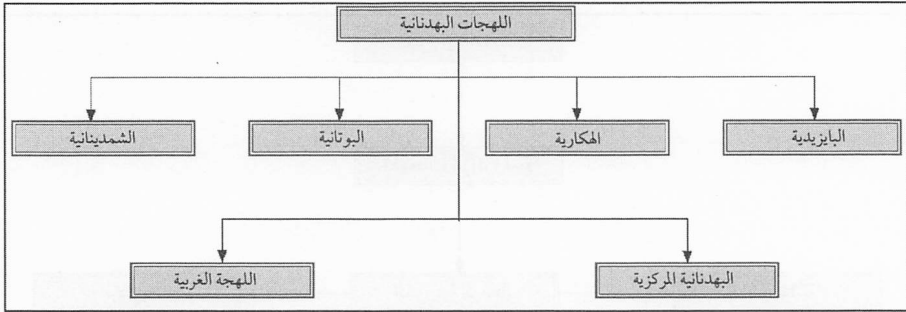 اللهجات البهدنانية
البايزيدية
الهكارية
البوتانية
الشمدينانية
البهدنانية المركزية
اللهجة الغربية